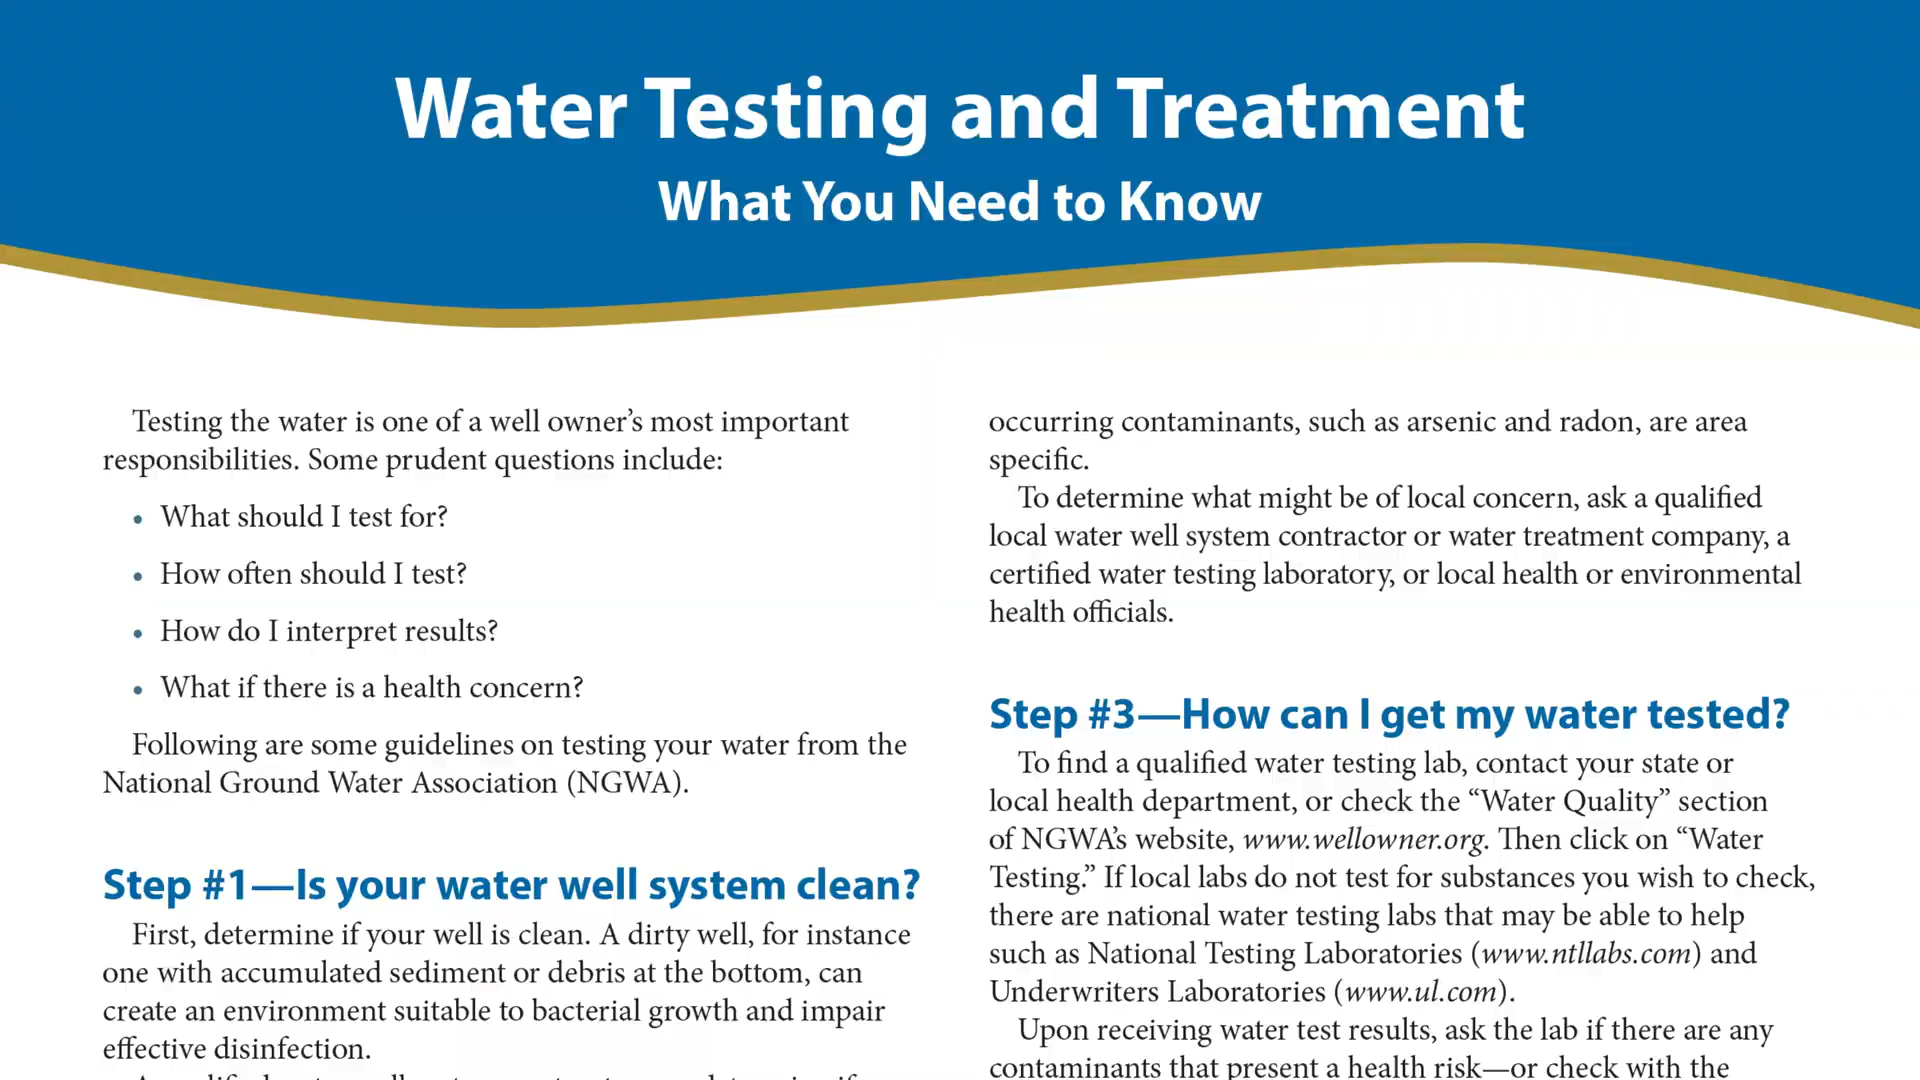 Water Testing and Treatment
What You Need to Know
Testing the water is one of a well owner’s most important
responsibilities. Some prudent questions include:
• What should I test for?
• How often should I test?
• How do I interpret results?
• What if there is a health concern?
Following are some guidelines on testing your water from the
National Ground Water Association (NGWA).
Step #1—Is your water well system clean?
First, determine if your well is clean. A dirty well, for instance
one with accumulated sediment or debris at the bottom, can
create an environment suitable to bacterial growth and impair
effective disinfection.
occurring contaminants, such as arsenic and radon, are area
specific.
To determine what might be of local concern, ask a qualified
local water well system contractor or water treatment company, a
certified water testing laboratory, or local health or environmental
health officials.
Step #3—How can I get my water tested?
To find a qualified water testing lab, contact your state or
local health department, or check the “Water Quality” section
of NGWA’s website, www.wellowner.org. Then click on “Water
Testing.” If local labs do not test for substances you wish to check,
there are national water testing labs that may be able to help
such as National Testing Laboratories (www.ntllabs.com) and
Underwriters Laboratories (www.ul.com).
Upon receiving water test results, ask the lab if there are any
contaminants that present a health risk—or check with the